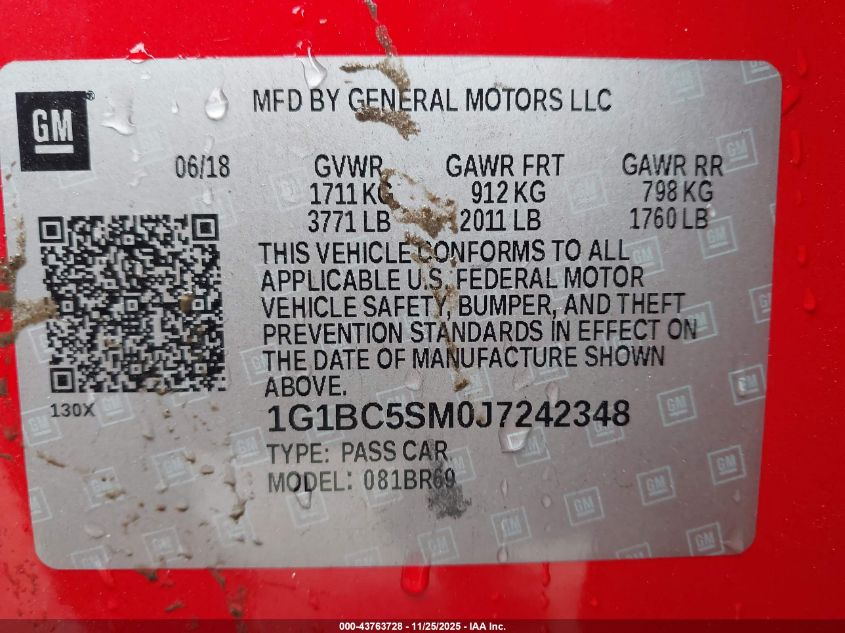 GM
®
MFD BY GENERAL MOTORS LLC
06/18 GVWR GAWR FRT GAWR RR
1711 KG 912 KG 798 KG
3771 LB 2011 LB 1760 LB
THIS VEHICLE CONFORMS TO ALL
APPLICABLE U.S. FEDERAL MOTOR
VEHICLE SAFETY, BUMPER, AND THEFT
PREVENTION STANDARDS IN EFFECT ON
THE DATE OF MANUFACTURE SHOWN
ABOVE.
130X
1G1BC5SM0J7242348
TYPE: PASS CAR
MODEL: 081BR69
000-43763728 - 11/25/2025 - IAA Inc.